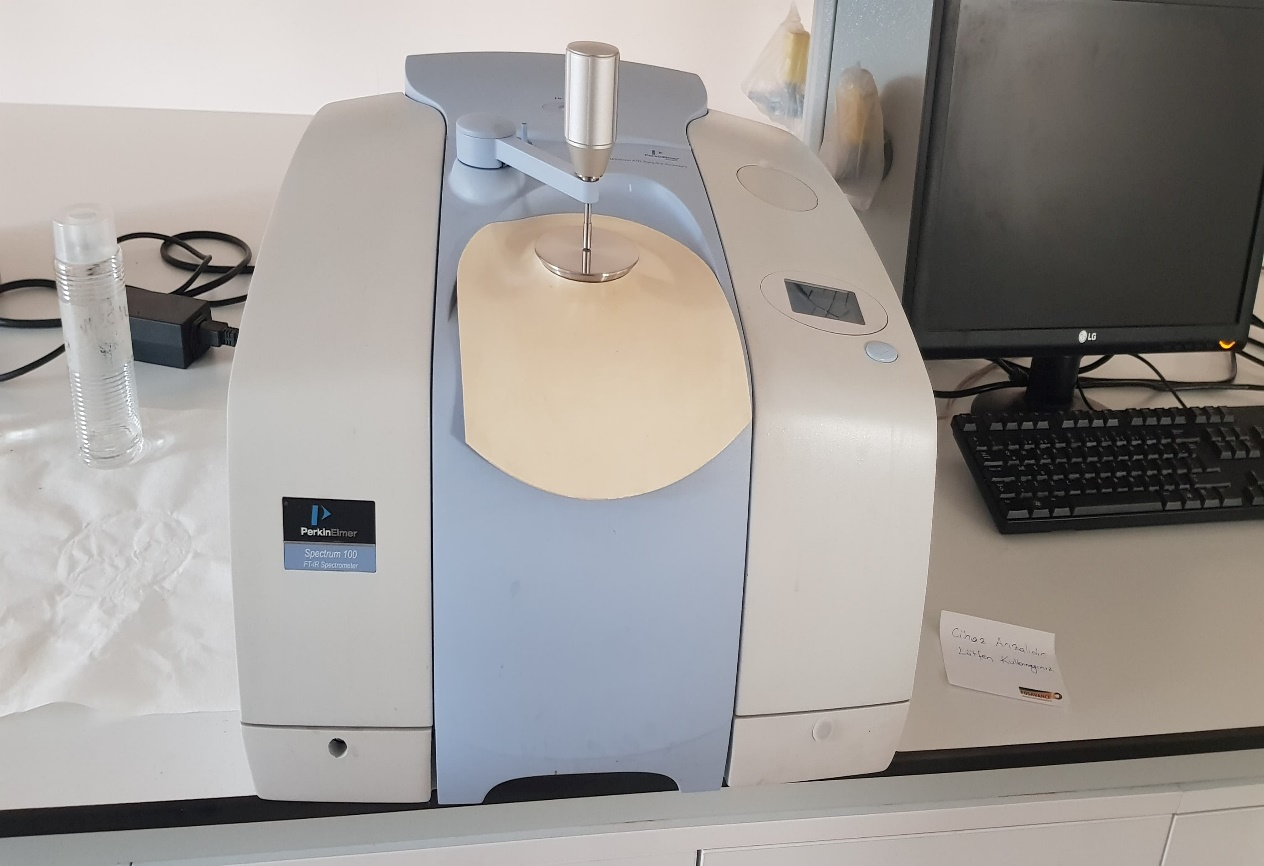 PerkinElmer
Spectrum 100
FT-IR Spectrometer
LG
Cihaz Arızalıdır
Lütfen Kullanmayınız